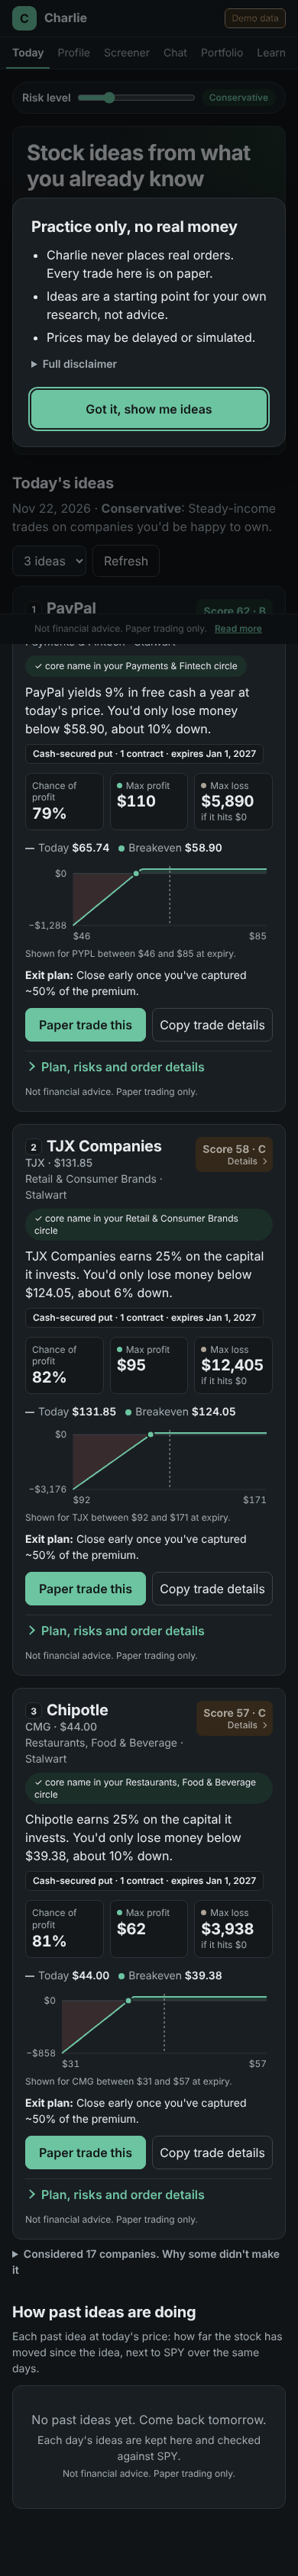 C Charlie Demo data
Today Profile Screener Chat Portfolio Learn
Risk level Conservative
Stock ideas from what
you already know
Practice only, no real money
• Charlie never places real orders.
Every trade here is on paper.
• Ideas are a starting point for your own
research, not advice.
• Prices may be delayed or simulated.
▶ Full disclaimer
Got it, show me ideas
Today's ideas
Nov 22, 2026 · Conservative: Steady-income
trades on companies you'd be happy to own.
3 ideas Refresh
1 PayPal Score 62 · B
Not financial advice. Paper trading only. Read more
✓ core name in your Payments & Fintech circle
PayPal yields 9% in free cash a year at
today's price. You'd only lose money
below $58.90, about 10% down.
Cash-secured put · 1 contract · expires Jan 1, 2027
Chance of
profit
79%
Max profit
$110
Max loss
$5,890
if it hits $0
Today $65.74 Breakeven $58.90
$0
−$1,288
$46 $85
Shown for PYPL between $46 and $85 at expiry.
Exit plan: Close early once you've captured
~50% of the premium.
Paper trade this Copy trade details
Plan, risks and order details
Not financial advice. Paper trading only.
2 TJX Companies Score 58 · C
Details
TJX · $131.85
Retail & Consumer Brands ·
Stalwart
✓ core name in your Retail & Consumer Brands
circle
TJX Companies earns 25% on the capital
it invests. You'd only lose money below
$124.05, about 6% down.
Cash-secured put · 1 contract · expires Jan 1, 2027
Chance of
profit
82%
Max profit
$95
Max loss
$12,405
if it hits $0
Today $131.85 Breakeven $124.05
$0
−$3,176
$92 $171
Shown for TJX between $92 and $171 at expiry.
Exit plan: Close early once you've captured
~50% of the premium.
Paper trade this Copy trade details
Plan, risks and order details
Not financial advice. Paper trading only.
3 Chipotle Score 57 · C
Details
CMG · $44.00
Restaurants, Food & Beverage ·
Stalwart
✓ core name in your Restaurants, Food & Beverage
circle
Chipotle earns 25% on the capital it
invests. You'd only lose money below
$39.38, about 10% down.
Cash-secured put · 1 contract · expires Jan 1, 2027
Chance of
profit
81%
Max profit
$62
Max loss
$3,938
if it hits $0
Today $44.00 Breakeven $39.38
$0
−$858
$31 $57
Shown for CMG between $31 and $57 at expiry.
Exit plan: Close early once you've captured
~50% of the premium.
Paper trade this Copy trade details
Plan, risks and order details
Not financial advice. Paper trading only.
▶ Considered 17 companies. Why some didn't make
it
How past ideas are doing
Each past idea at today's price: how far the stock has
moved since the idea, next to SPY over the same
days.
No past ideas yet. Come back tomorrow.
Each day's ideas are kept here and checked
against SPY.
Not financial advice. Paper trading only.